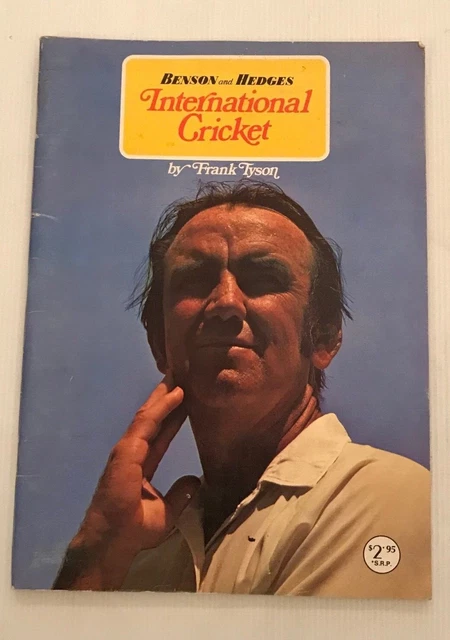 BENSON and HEDGES
International
Cricket
by Frank Tyson
$2.95
*S.R.P.